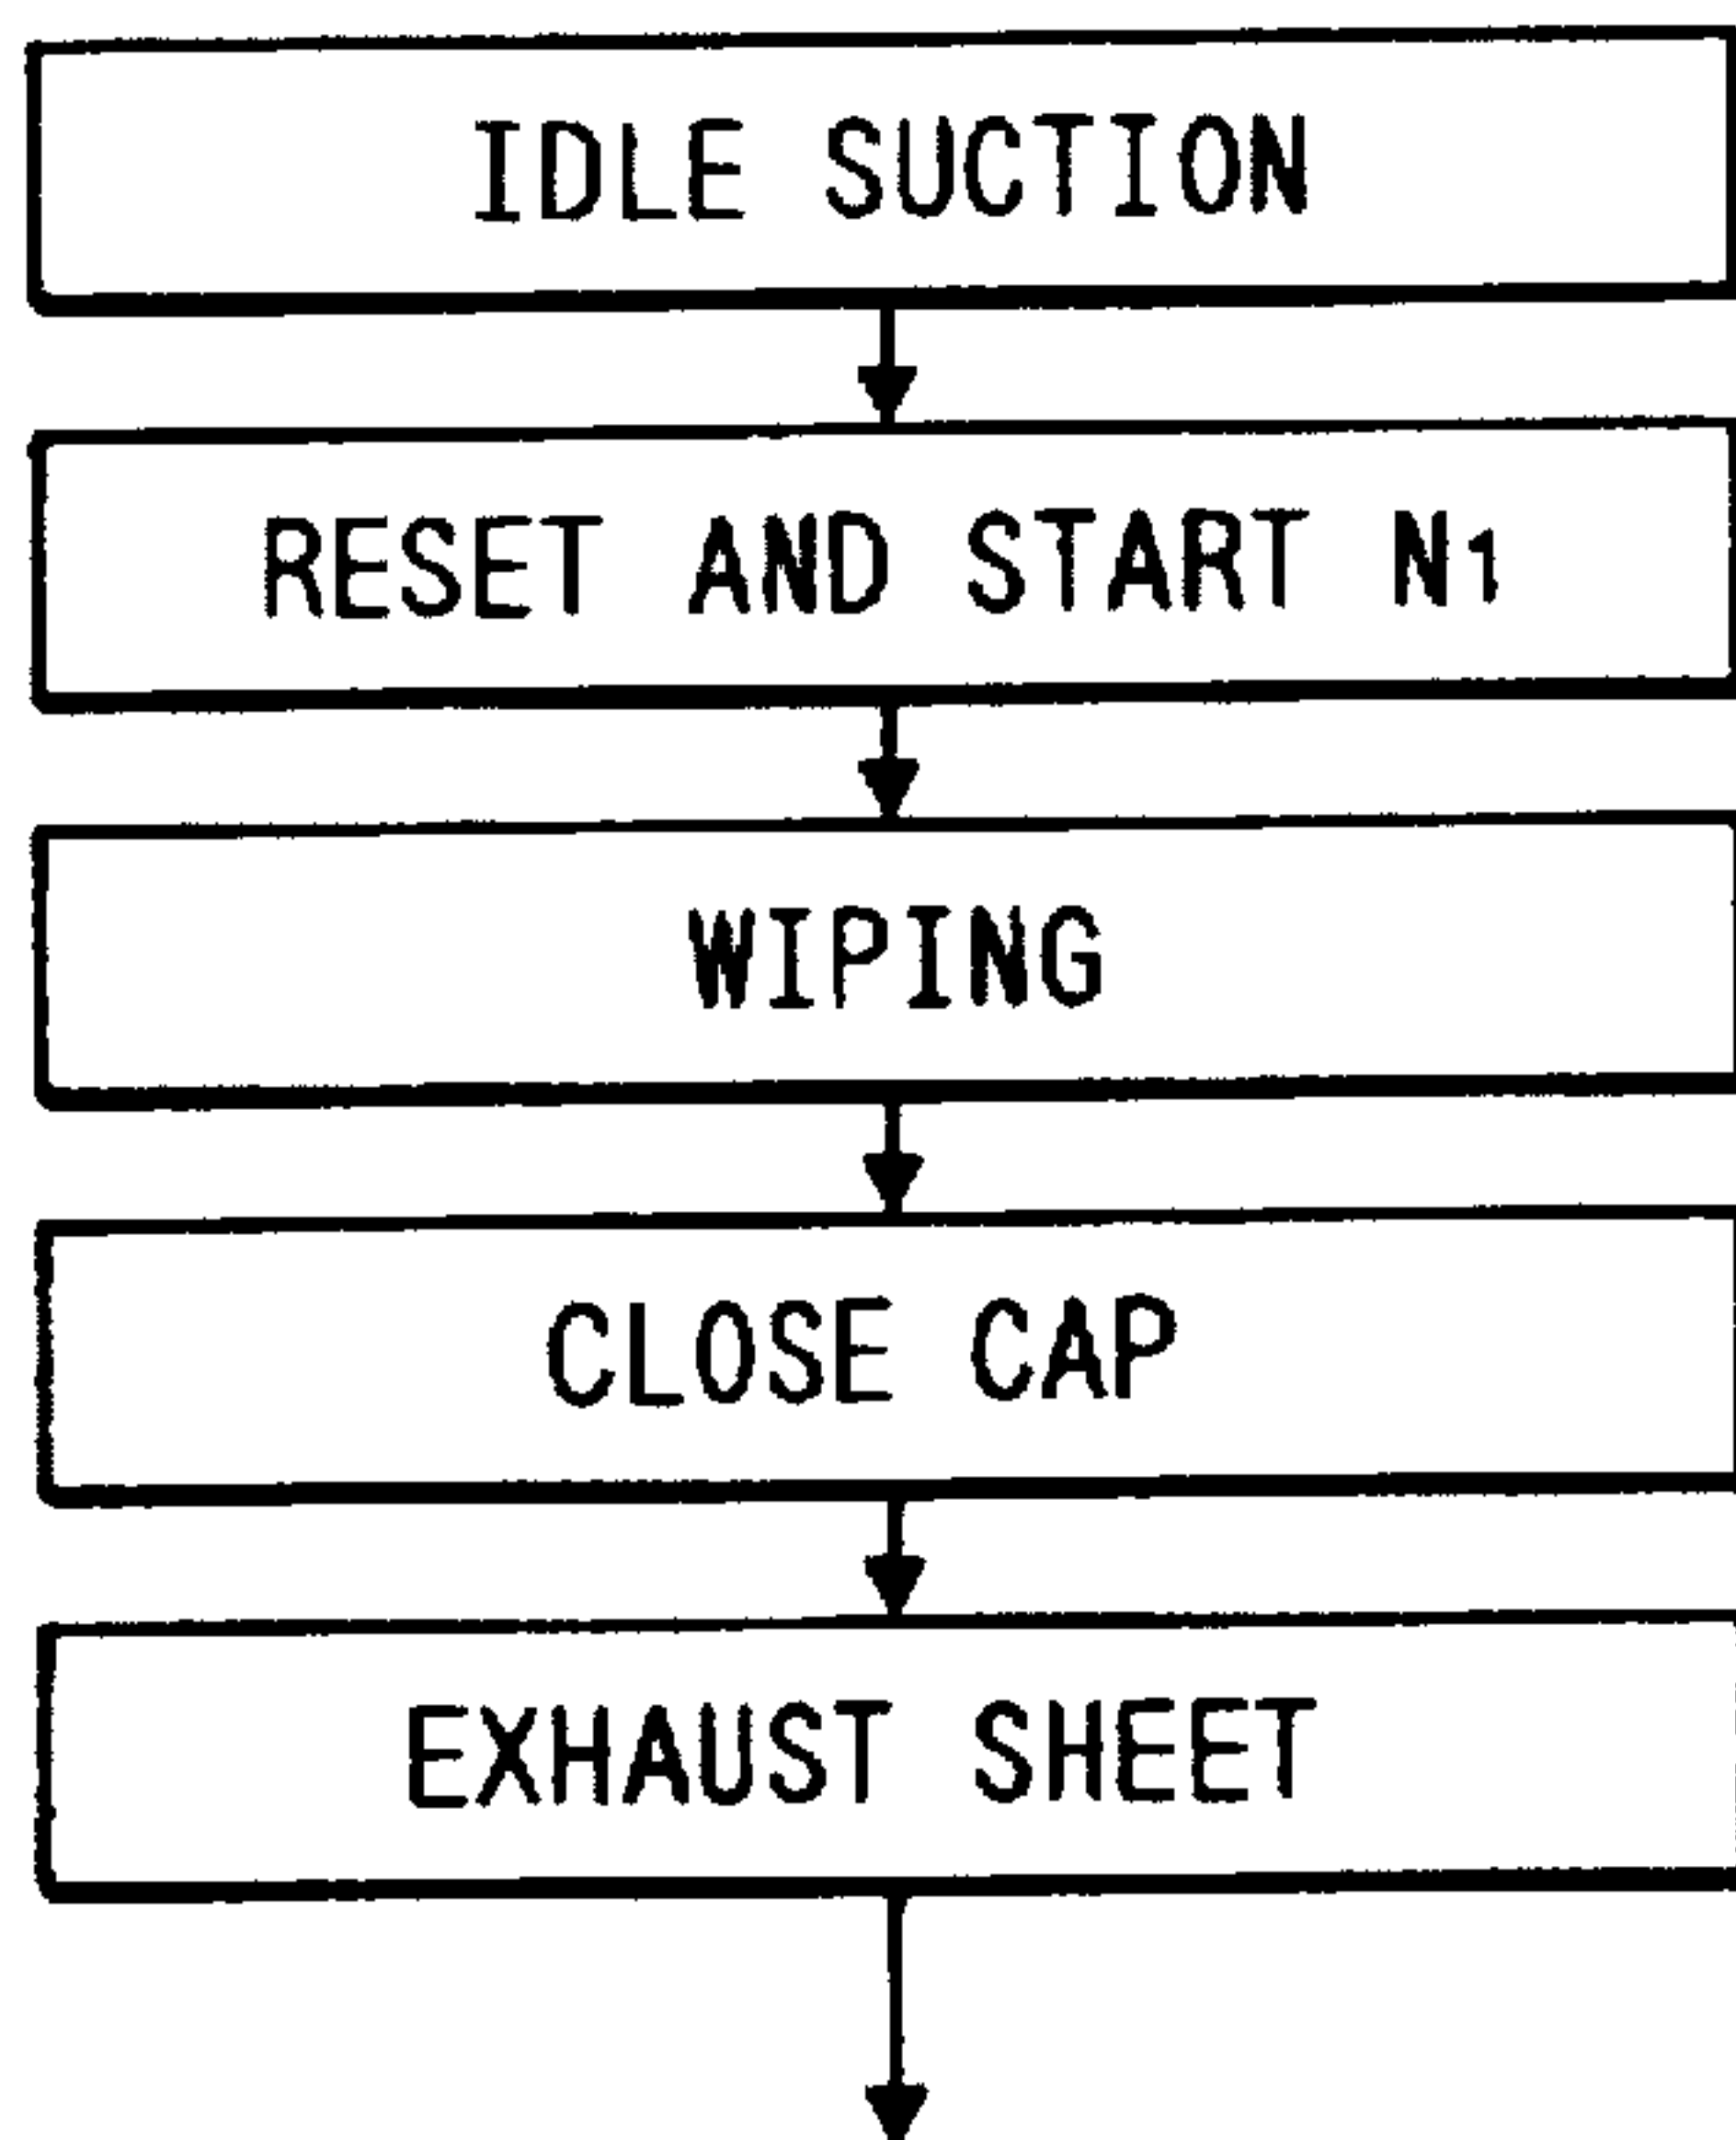 IDLE SUCTION
RESET AND START N1
WIPING
CLOSE CAP
EXHAUST SHEET